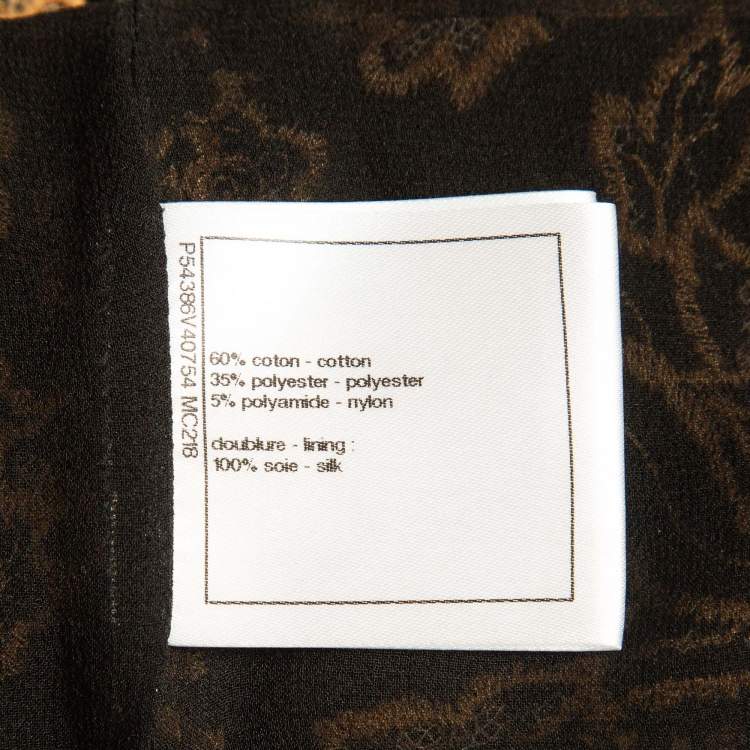 P54386V40754 MC218
60% coton - cotton
35% polyester - polyester
5% polyamide - nylon
doublure - lining :
100% soie - silk